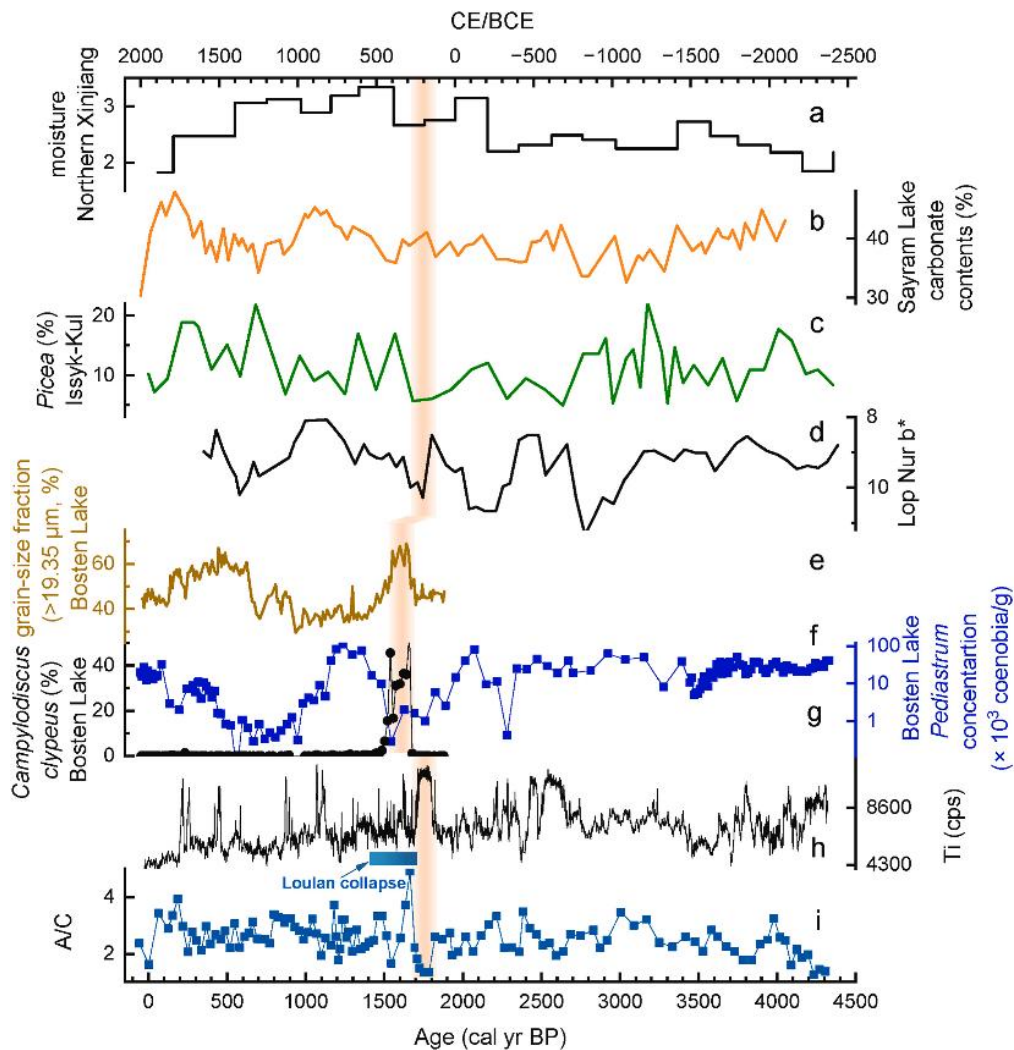 CE/BCE
2000 1600 1000 800 400 0 −500 −1000 −1500 −2000 −2500
3
2
moisture
Northern Xinjiang
a
b
40
30
Sayram Lake
carbonate
contents (%)
20
10
Picea (%)
Issyk-Kul
c
d
8
10
Lop Nur b*
60
40
grain-size fraction
(>19.35 μm, %)
Bosten Lake
e
f
40
20
0
Campylodiscus
clypeus (%)
Bosten Lake
g
100
10
1
Bosten Lake
Pediastrum
concentartion
(× 10³ coenobia/g)
h
8600
4300
Ti (cps)
Loulan collapse
4
2
A/C
i
0 500 1000 1500 2000 2500 3000 3500 4000 4500
Age (cal yr BP)